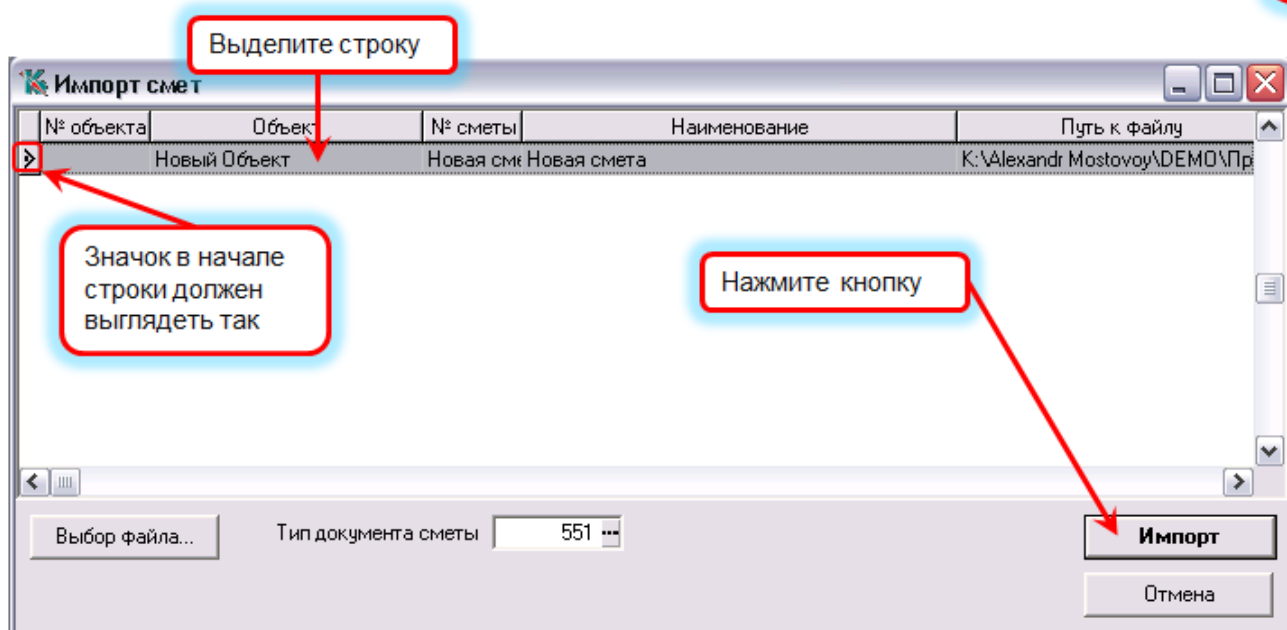 Выделите строку
Импорт смет
№ объекта Объект № сметы Наименование Путь к файлу
Новый Объект Новая сме Новая смета K:\Alexandr Mostovoy\DEMO\Пр
Значок в начале
строки должен
выглядеть так
Нажмите кнопку
Выбор файла... Тип документа сметы 551 ...
Импорт
Отмена